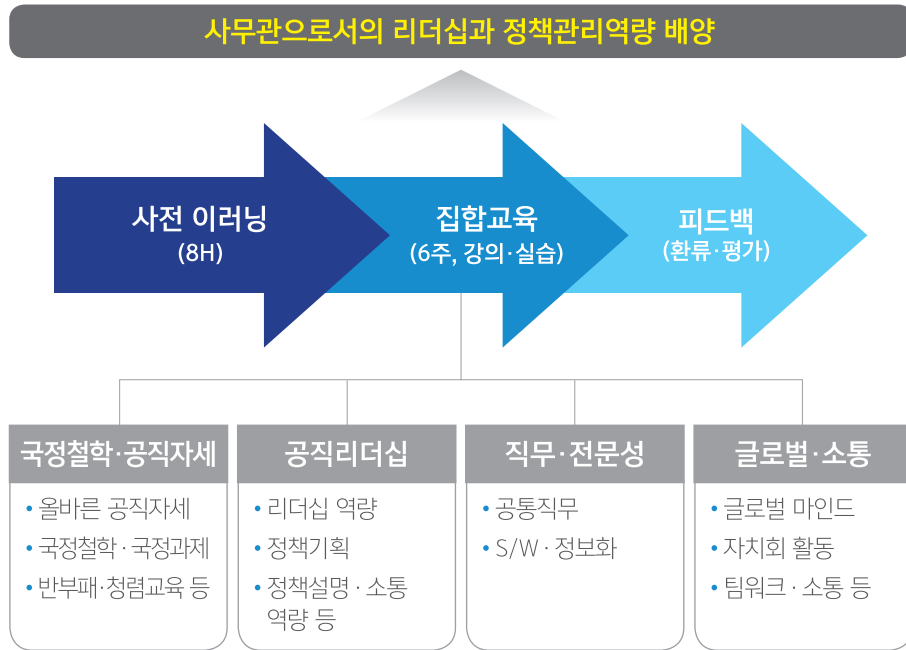 사무관으로서의 리더십과 정책관리역량 배양
사전 이러닝
(8H)
집합교육
(6주, 강의·실습)
피드백
(환류·평가)
국정철학·공직자세
• 올바른 공직자세
• 국정철학·국정과제
• 반부패·청렴교육 등
공직리더십
• 리더십 역량
• 정책기획
• 정책설명·소통
역량 등
직무·전문성
• 공통직무
• S/W·정보화
글로벌·소통
• 글로벌 마인드
• 자치회 활동
• 팀워크·소통 등